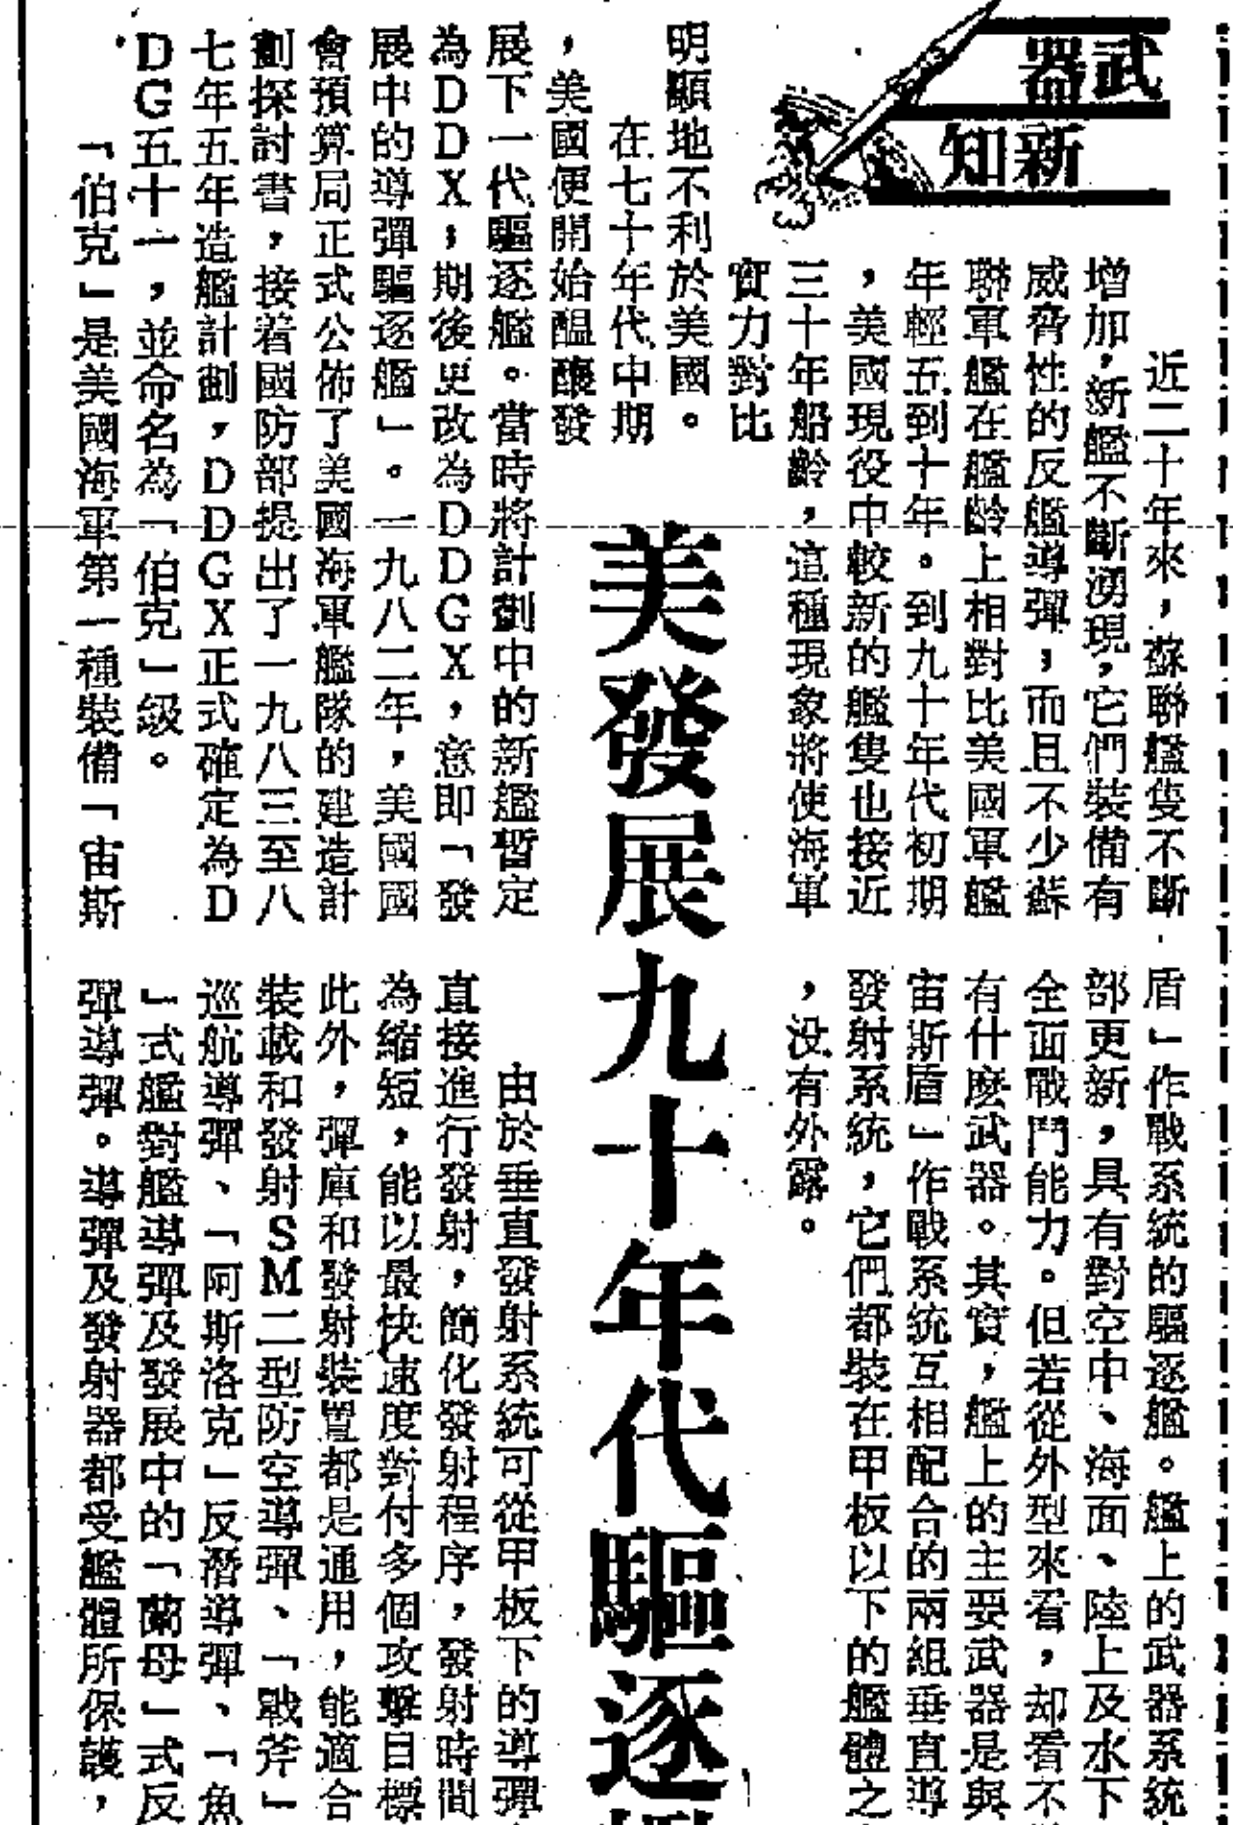 武器
新知
美發展九十年代驅逐
近二十年來，蘇聯艦隻不斷
增加，新艦不斷湧現，它們裝備有
威脅性的反艦導彈，而且不少蘇
聯軍艦在艦齡上相對比美國軍艦
年輕五到十年。到九十年代初期
，美國現役中較新的艦隻也接近
三十年船齡，這種現象將使海軍
實力對比
明顯地不利於美國。
在七十年代中期
，美國便開始醞釀發
展下一代驅逐艦。當時將計劃中的新艦暫定
為DDX，期後更改為DDGX，意即「發
展中的導彈驅逐艦」。一九八二年，美國國
會預算局正式公佈了美國海軍艦隊的建造計
劃探討書，接着國防部提出了一九八三至八
七年五年造艦計劃，DDGX正式確定為D
DG五十一，並命名為「伯克」級。
「伯克」是美國海軍第一種裝備「宙斯
盾」作戰系統的驅逐艦。艦上的武器系統
部更新，具有對空中、海面、陸上及水下
全面戰鬥能力。但若從外型來看，却看不
有什麼武器。其實，艦上的主要武器是與
宙斯盾」作戰系統互相配合的兩組垂直導
發射系統，它們都裝在甲板以下的艦體之
，没有外露。
由於垂直發射系統可從甲板下的導彈
直接進行發射，簡化發射程序，發射時間
為縮短，能以最快速度對付多個攻擊目標
此外，彈庫和發射裝置都是通用，能適合
裝載和發射SM二型防空導彈、「戰斧」
巡航導彈、「阿斯洛克」反潛導彈、「魚
」式艦對艦導彈及發展中的「蘭母」式反
彈導彈。導彈及發射器都受艦體所保護，